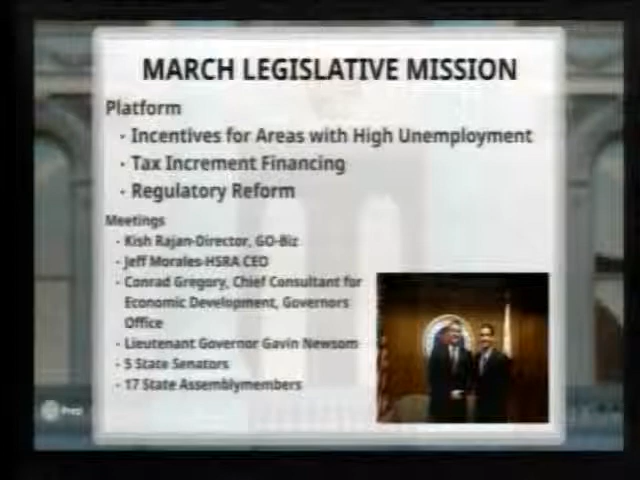 MARCH LEGISLATIVE MISSION
Platform
· Incentives for Areas with High Unemployment
· Tax Increment Financing
· Regulatory Reform
Meetings
· Kish Rajan-Director, GO-Biz
· Jeff Morales-HSRA CEO
· Conrad Gregory, Chief Consultant for
Economic Development, Governors
Office
· Lieutenant Governor Gavin Newsom
· 5 State Senators
· 17 State Assemblymembers